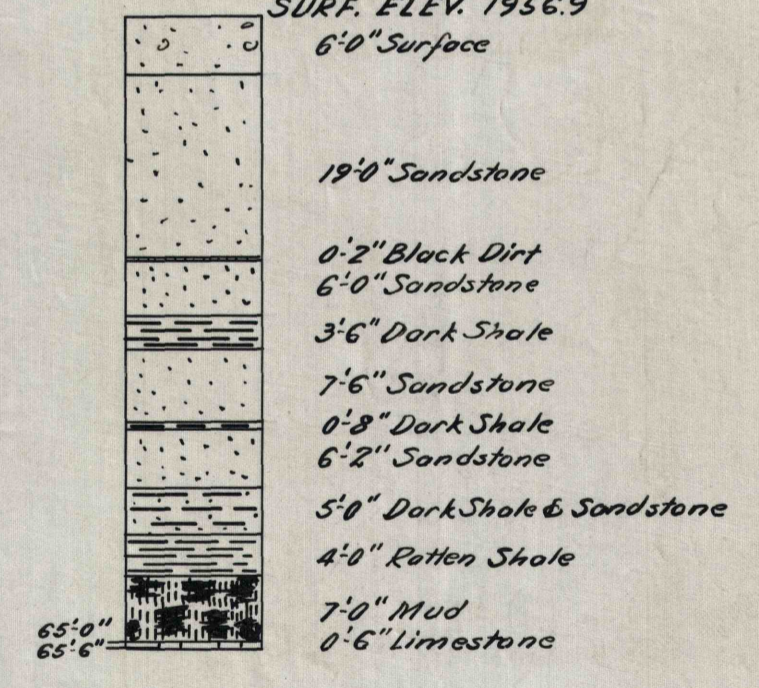 SURF. ELEV. 1956.9
6'-0" Surface
19'-0" Sandstone
0'-2" Black Dirt
6'-0" Sandstone
3'-6" Dark Shale
7'-6" Sandstone
0'-8" Dark Shale
6'-2" Sandstone
5'-0" Dark Shale & Sandstone
4'-0" Ratten Shale
7'-0" Mud
65'-0"
0'-6" Limestone
65'-6"